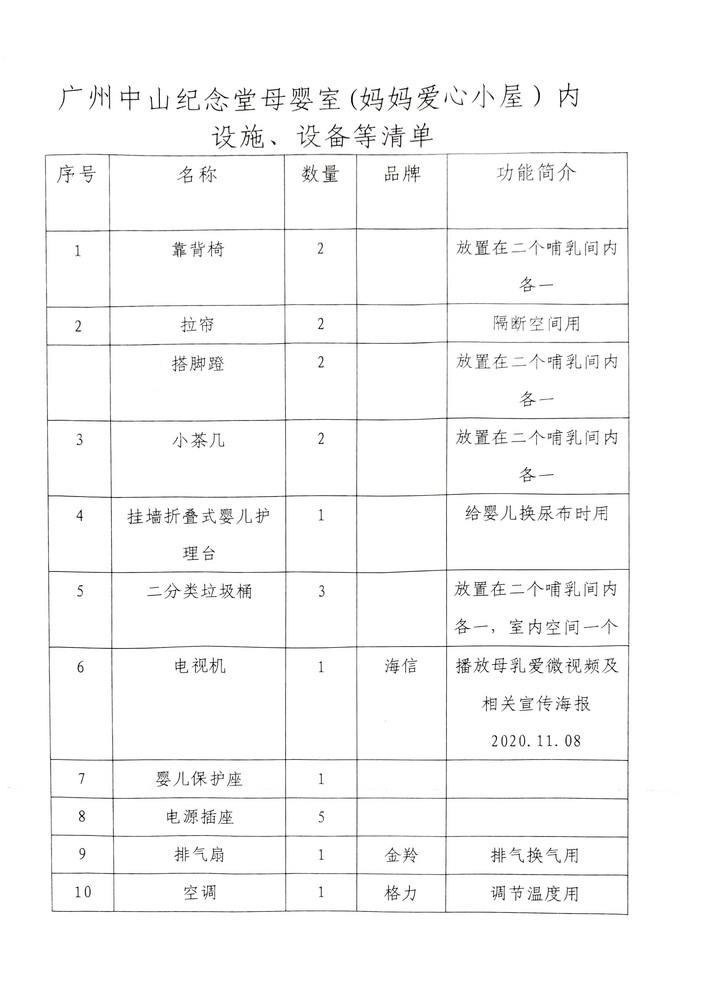 广州中山纪念堂母婴室(妈妈爱心小屋)内
设施、设备等清单
序号 名称 数量 品牌 功能简介
1 靠背椅 2 放置在二个哺乳间内
各一
2 拉帘 2 隔断空间用
搭脚蹬 2 放置在二个哺乳间内
各一
3 小茶几 2 放置在二个哺乳间内
各一
4 挂墙折叠式婴儿护 1 给婴儿换尿布时用
理台
5 二分类垃圾桶 3 放置在二个哺乳间内
各一，室内空间一个
6 电视机 1 海信 播放母乳爱微视频及
相关宣传海报
2020.11.08
7 婴儿保护座 1
8 电源插座 5
9 排气扇 1 金羚 排气换气用
10 空调 1 格力 调节温度用